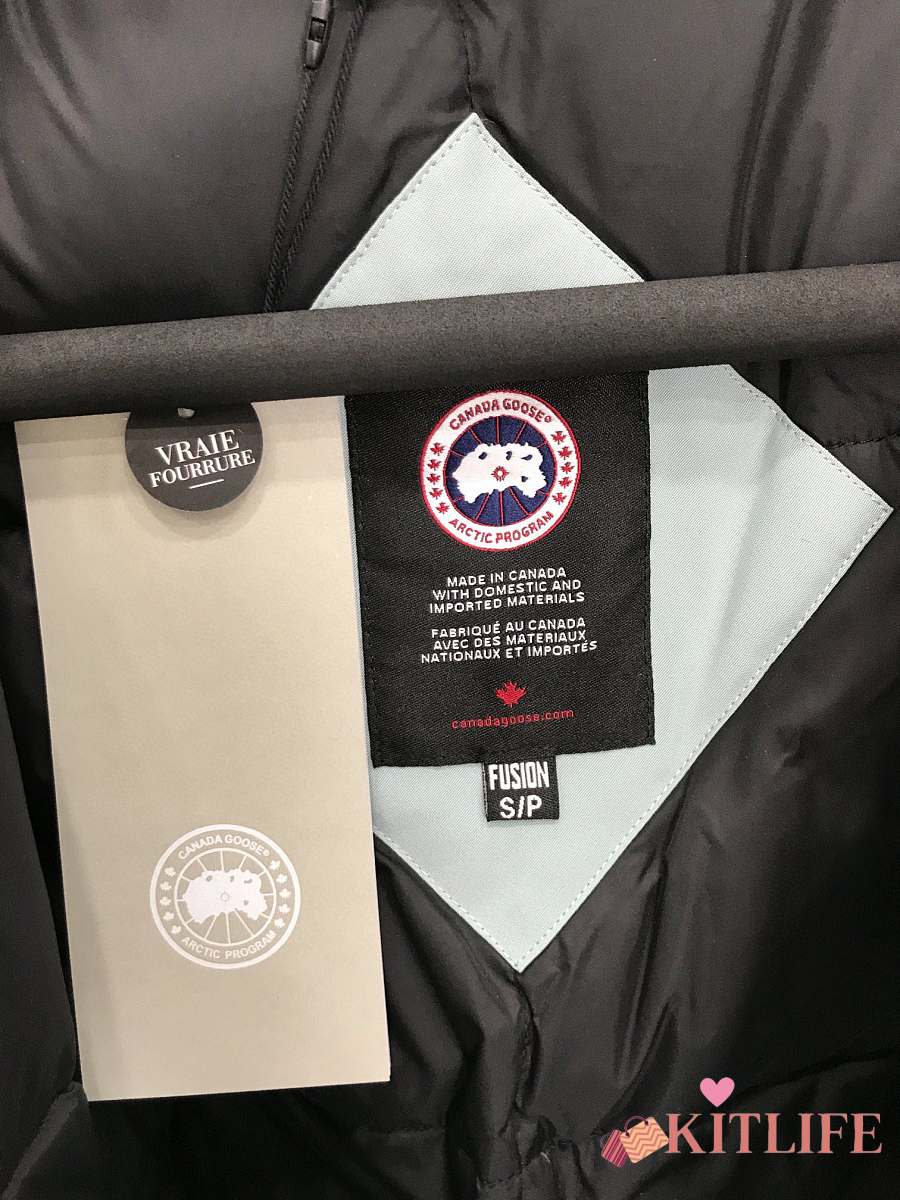 VRAIE
FOURRURE
CANADA GOOSE®
ARCTIC PROGRAM
MADE IN CANADA
WITH DOMESTIC AND
IMPORTED MATERIALS
FABRIQUÉ AU CANADA
AVEC DES MATERIAUX
NATIONAUX ET IMPORTÉS
canadagoose.com
FUSION
S/P
CANADA GOOSE®
ARCTIC PROGRAM
KITLIFE